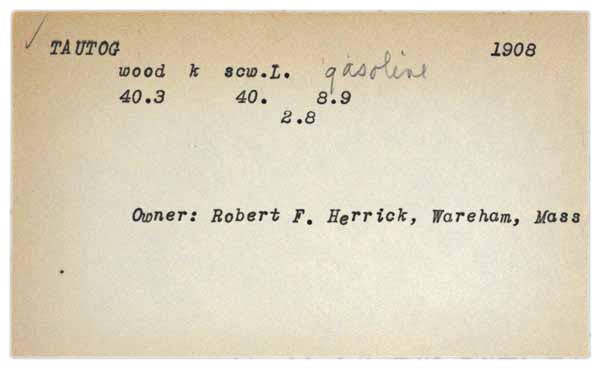 TAUTOG 1908
wood k scw.L. gasoline
40.3 40. 8.9
2.8
Owner: Robert F. Herrick, Wareham, Mass